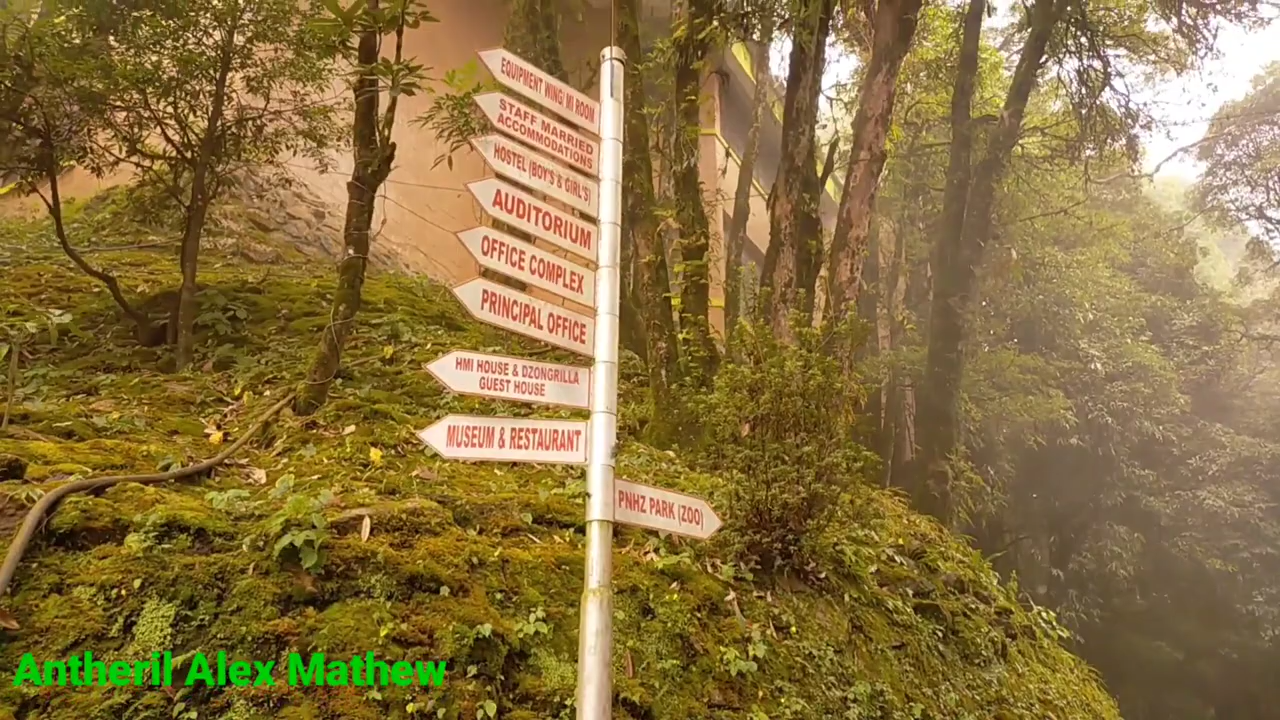 EQUIPMENT WING/ MI ROOM
STAFF MARRIED
ACCOMMODATIONS
HOSTEL (BOY'S & GIRL'S)
AUDITORIUM
OFFICE COMPLEX
PRINCIPAL OFFICE
HMI HOUSE & DZONGRILLA
GUEST HOUSE
MUSEUM & RESTAURANT
PNHZ PARK (ZOO)
Antheril Alex Mathew